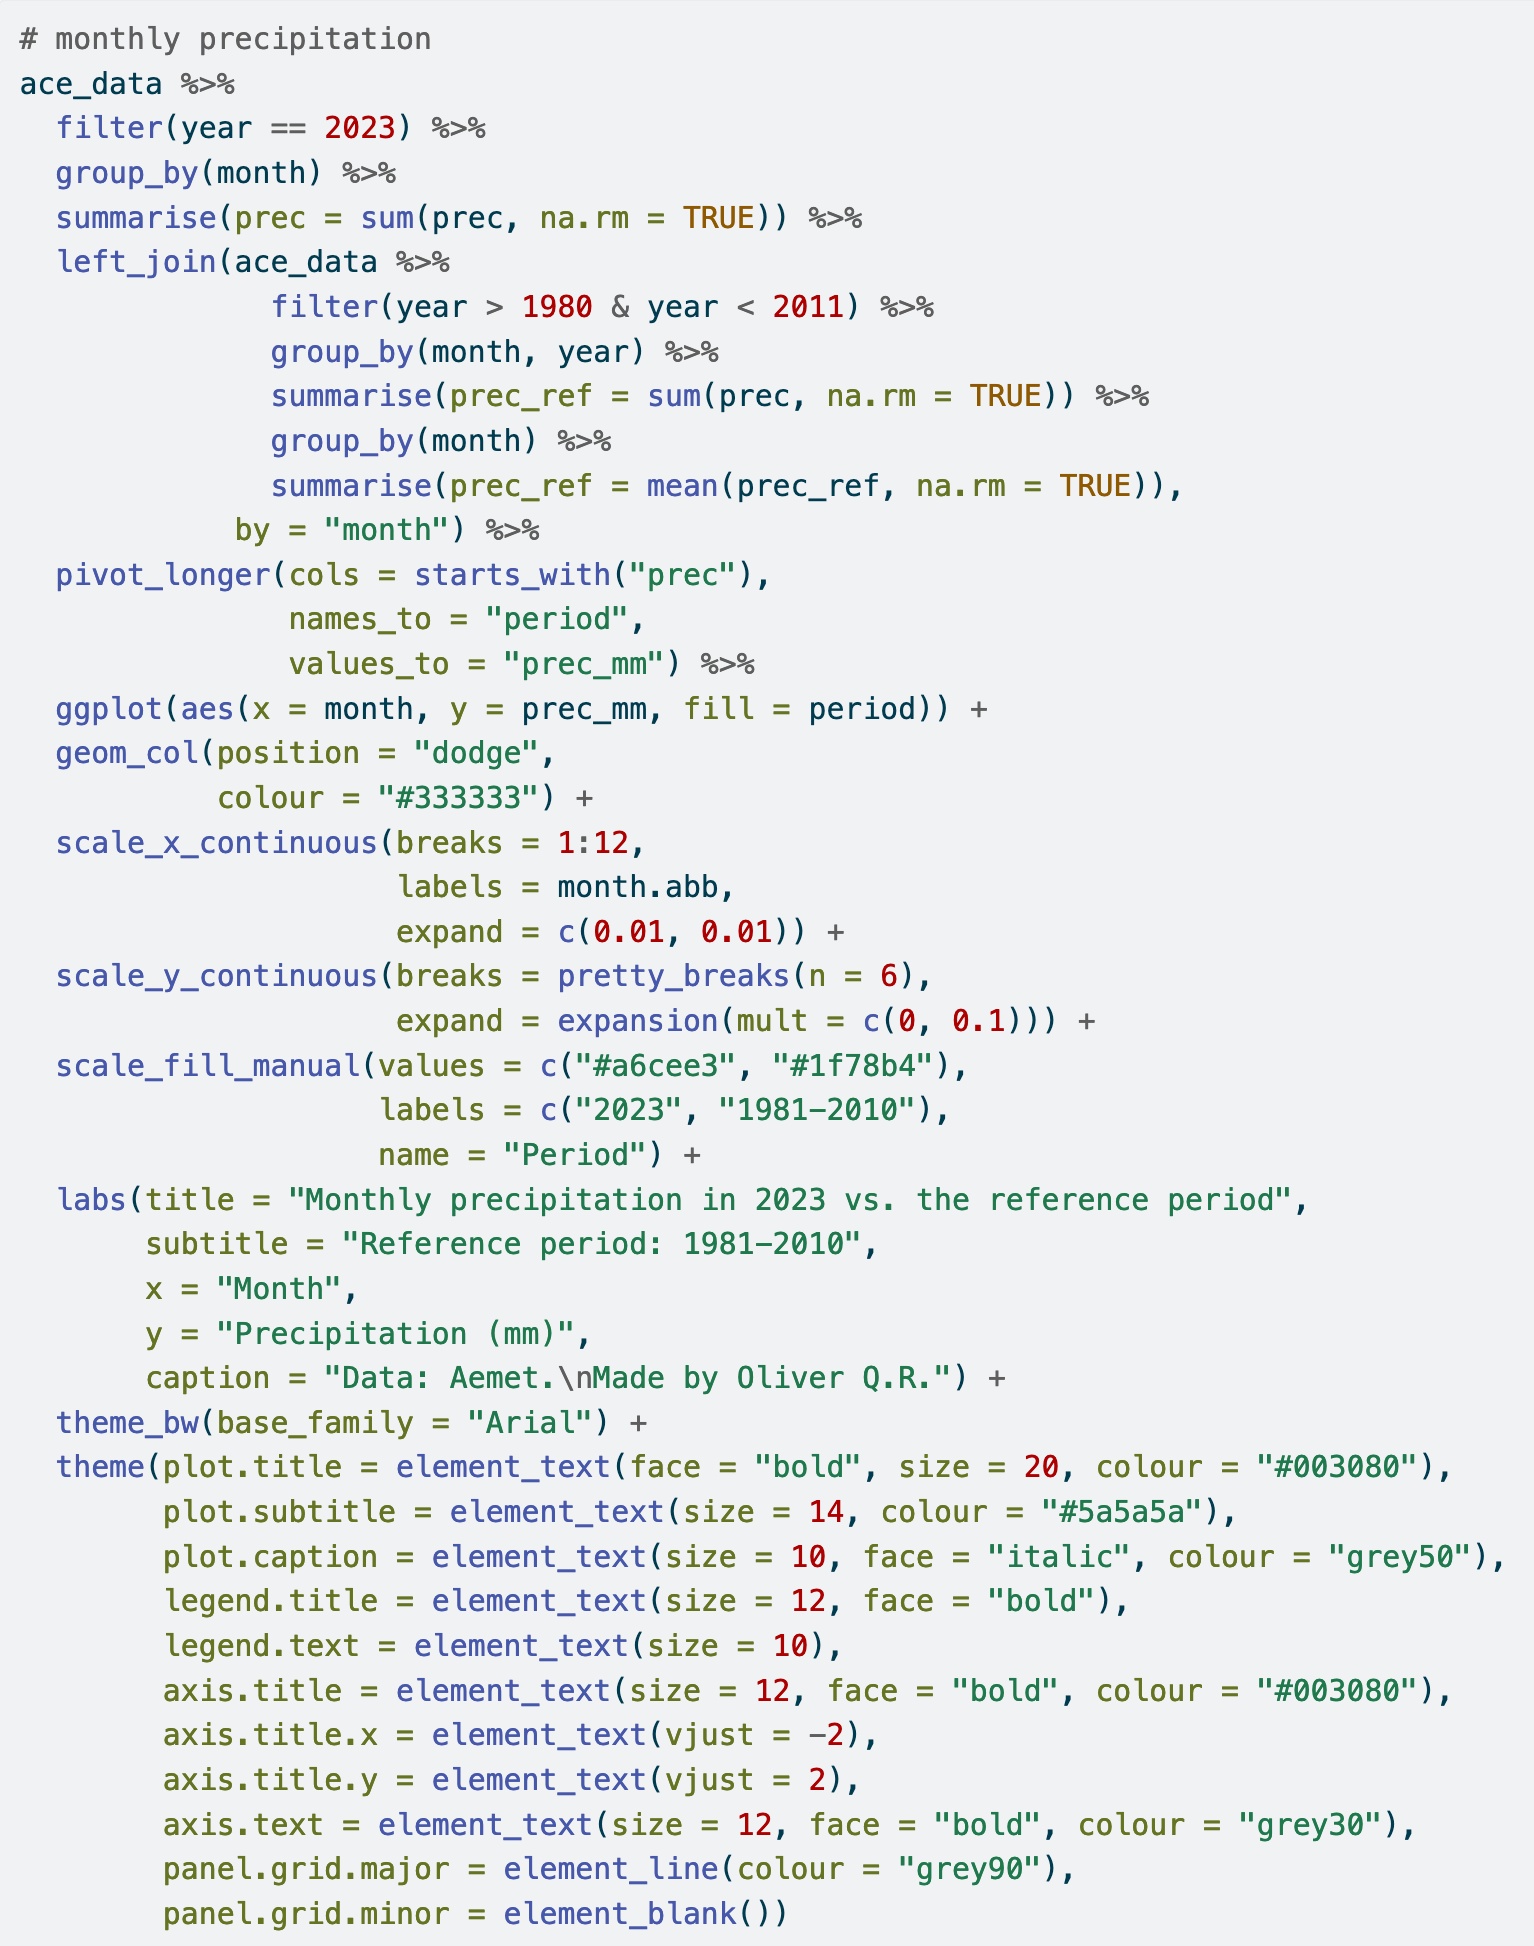 # monthly precipitation
ace_data %>%
  filter(year == 2023) %>%
  group_by(month) %>%
  summarise(prec = sum(prec, na.rm = TRUE)) %>%
  left_join(ace_data %>%
              filter(year > 1980 & year < 2011) %>%
              group_by(month, year) %>%
              summarise(prec_ref = sum(prec, na.rm = TRUE)) %>%
              group_by(month) %>%
              summarise(prec_ref = mean(prec_ref, na.rm = TRUE)),
            by = "month") %>%
  pivot_longer(cols = starts_with("prec"),
               names_to = "period",
               values_to = "prec_mm") %>%
  ggplot(aes(x = month, y = prec_mm, fill = period)) +
  geom_col(position = "dodge",
           colour = "#333333") +
  scale_x_continuous(breaks = 1:12,
                     labels = month.abb,
                     expand = c(0.01, 0.01)) +
  scale_y_continuous(breaks = pretty_breaks(n = 6),
                     expand = expansion(mult = c(0, 0.1))) +
  scale_fill_manual(values = c("#a6cee3", "#1f78b4"),
                    labels = c("2023", "1981–2010"),
                    name = "Period") +
  labs(title = "Monthly precipitation in 2023 vs. the reference period",
       subtitle = "Reference period: 1981–2010",
       x = "Month",
       y = "Precipitation (mm)",
       caption = "Data: Aemet.\nMade by Oliver Q.R.") +
  theme_bw(base_family = "Arial") +
  theme(plot.title = element_text(face = "bold", size = 20, colour = "#003080"),
        plot.subtitle = element_text(size = 14, colour = "#5a5a5a"),
        plot.caption = element_text(size = 10, face = "italic", colour = "grey50"),
        legend.title = element_text(size = 12, face = "bold"),
        legend.text = element_text(size = 10),
        axis.title = element_text(size = 12, face = "bold", colour = "#003080"),
        axis.title.x = element_text(vjust = −2),
        axis.title.y = element_text(vjust = 2),
        axis.text = element_text(size = 12, face = "bold", colour = "grey30"),
        panel.grid.major = element_line(colour = "grey90"),
        panel.grid.minor = element_blank())